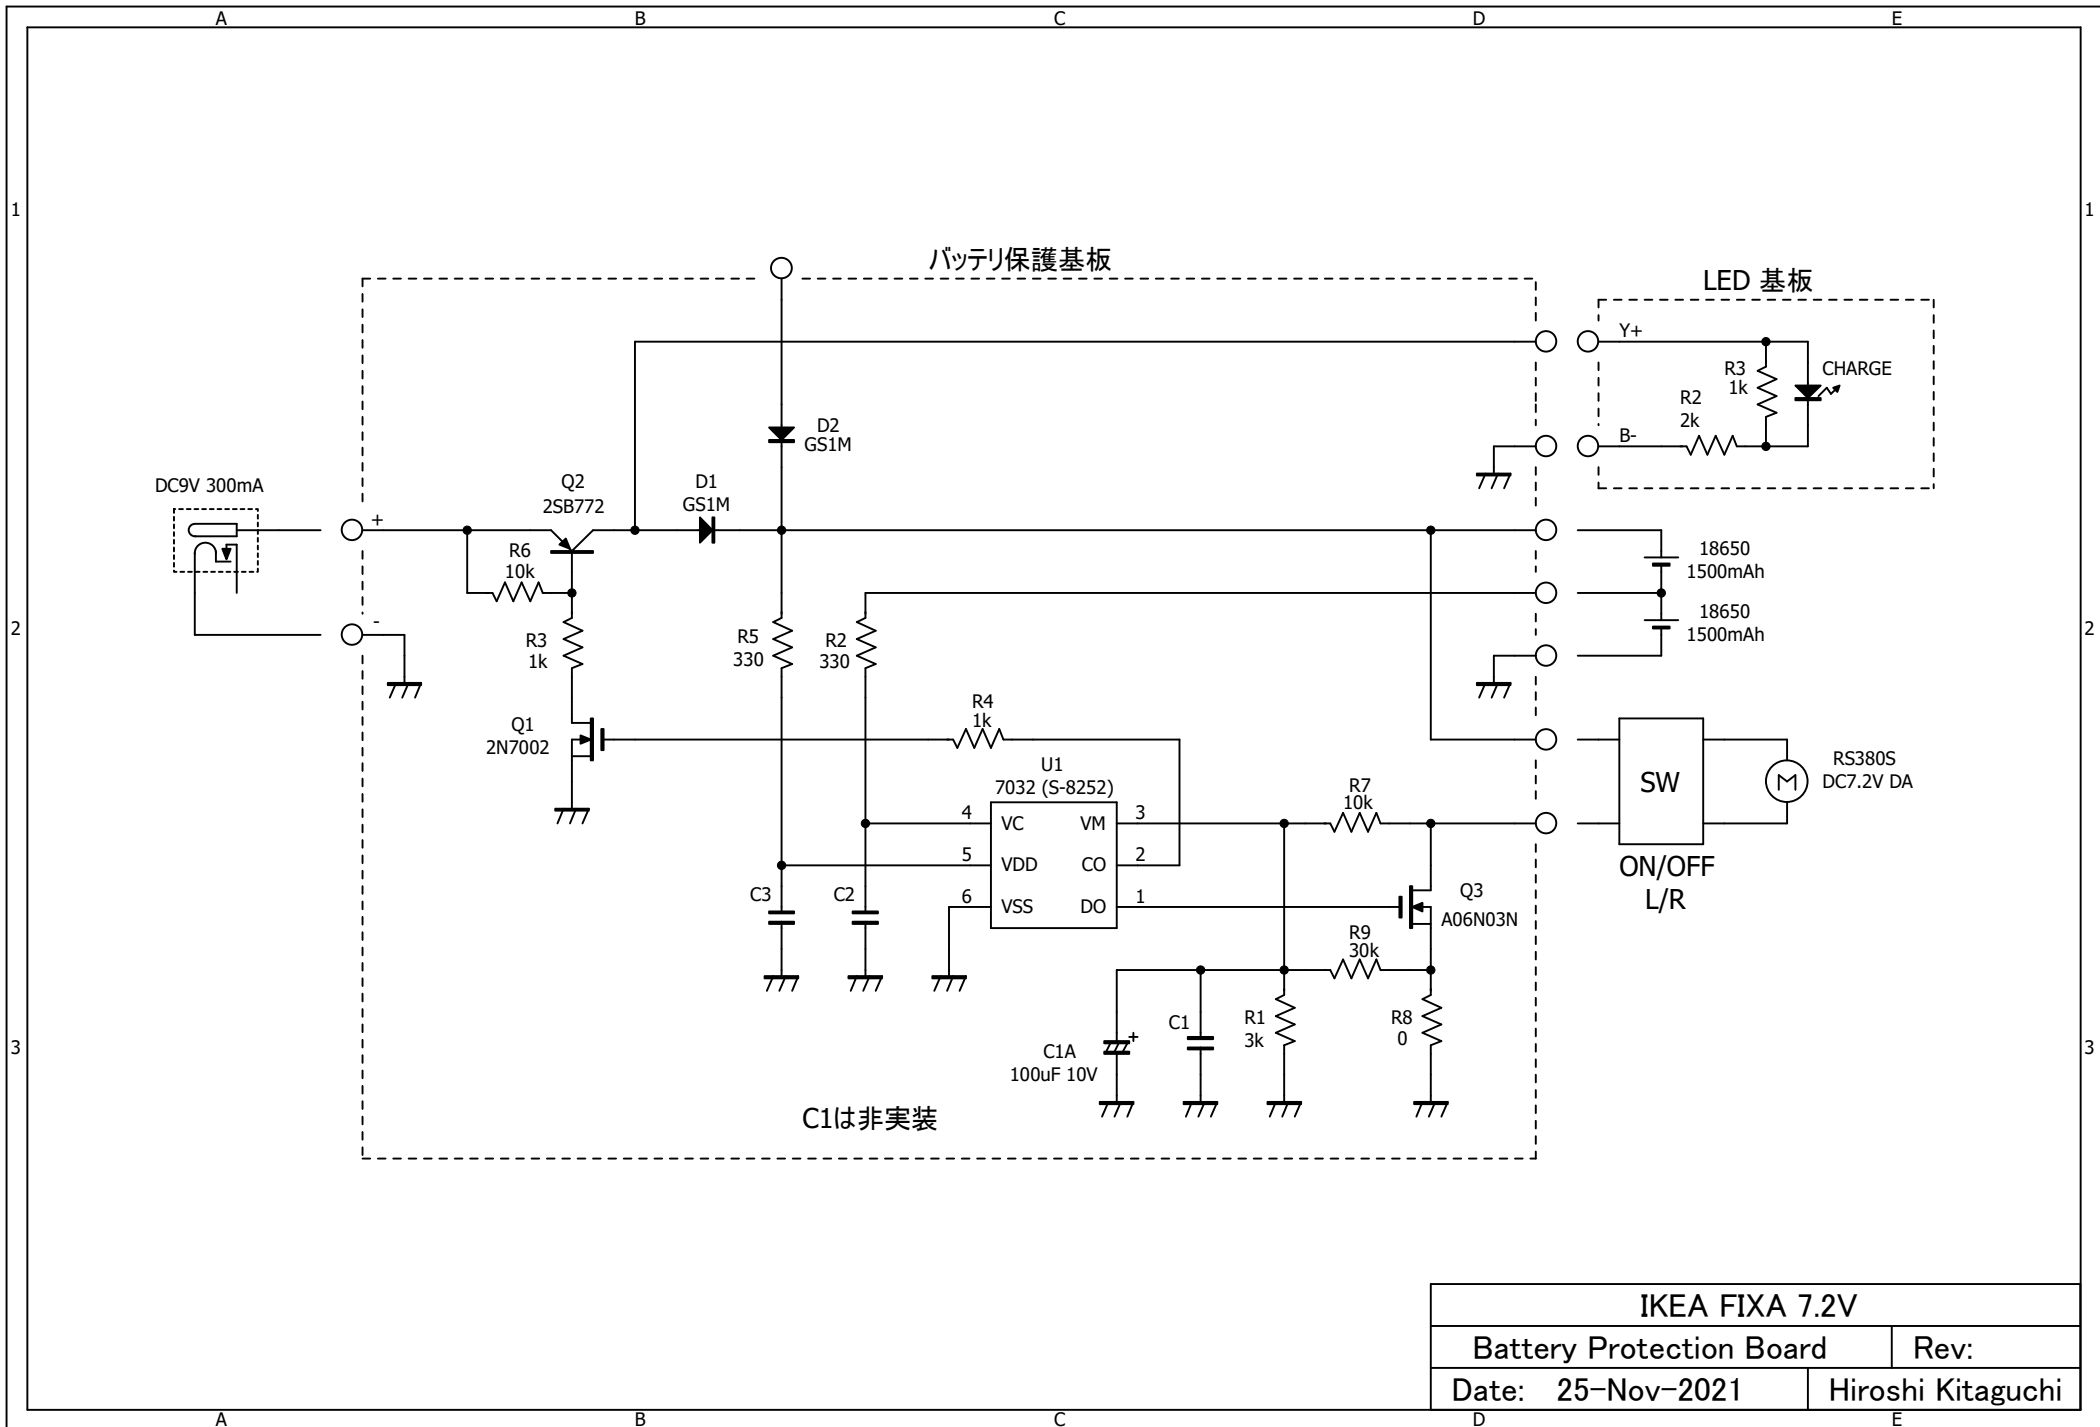 A B C D E
1 1
バッテリ保護基板
LED 基板
Y+
R3
1k
CHARGE
R2
2k
B-
D2
GS1M
DC9V 300mA
Q2
2SB772
D1
GS1M
+
R6
10k
18650
1500mAh
18650
1500mAh
2 2
-
R3
1k
R5
330
R2
330
R4
1k
Q1
2N7002
U1
7032 (S-8252)
4 VC VM 3
5 VDD CO 2
6 VSS DO 1
R7
10k
SW
M
RS380S
DC7.2V DA
ON/OFF
L/R
C3
C2
Q3
A06N03N
R9
30k
3 3
C1A
100uF 10V
+
C1
R1
3k
R8
0
C1は非実装
IKEA FIXA 7.2V
Battery Protection Board Rev:
Date: 25-Nov-2021 Hiroshi Kitaguchi
A B C D E